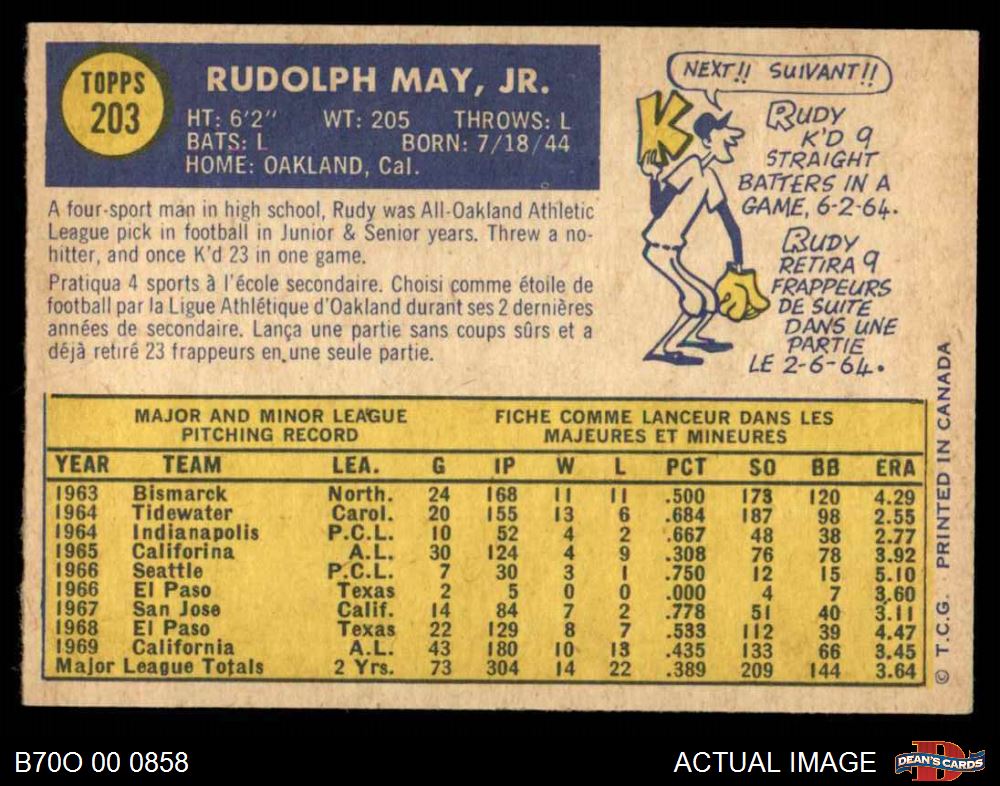 TOPPS
203
RUDOLPH MAY, JR.
HT: 6'2" WT: 205 THROWS: L
BATS: L BORN: 7/18/44
HOME: OAKLAND, Cal.
A four-sport man in high school, Rudy was All-Oakland Athletic
League pick in football in Junior & Senior years. Threw a no-
hitter, and once K'd 23 in one game.
Pratiqua 4 sports à l'école secondaire. Choisi comme étoile de
football par la Ligue Athlétique d'Oakland durant ses 2 dernières
années de secondaire. Lança une partie sans coups sûrs et a
déjà retiré 23 frappeurs en une seule partie.
NEXT!! SUIVANT!!
K
RUDY
K'D 9
STRAIGHT
BATTERS IN A
GAME, 6-2-64.
RUDY
RETIRA 9
FRAPPEURS
DE SUITE
DANS UNE
PARTIE
LE 2-6-64.
MAJOR AND MINOR LEAGUE
PITCHING RECORD
FICHE COMME LANCEUR DANS LES
MAJEURES ET MINEURES
YEAR TEAM LEA. G IP W L PCT SO BB ERA
1963 Bismarck North. 24 168 11 11 .500 173 120 4.29
1964 Tidewater Carol. 20 155 13 6 .684 187 98 2.55
1964 Indianapolis P.C.L. 10 52 4 2 .667 48 38 2.77
1965 Califorina A.L. 30 124 4 9 .308 76 78 3.92
1966 Seattle P.C.L. 7 30 3 1 .750 12 15 5.10
1966 El Paso Texas 2 5 0 0 .000 4 7 3.60
1967 San Jose Calif. 14 84 7 2 .778 51 40 3.11
1968 El Paso Texas 22 129 8 7 .533 112 39 4.47
1969 California A.L. 43 180 10 13 .435 133 66 3.45
Major League Totals 2 Yrs. 73 304 14 22 .389 209 144 3.64
© T.C.G. · PRINTED IN CANADA
B70O 00 0858
ACTUAL IMAGE
DEAN'S CARDS